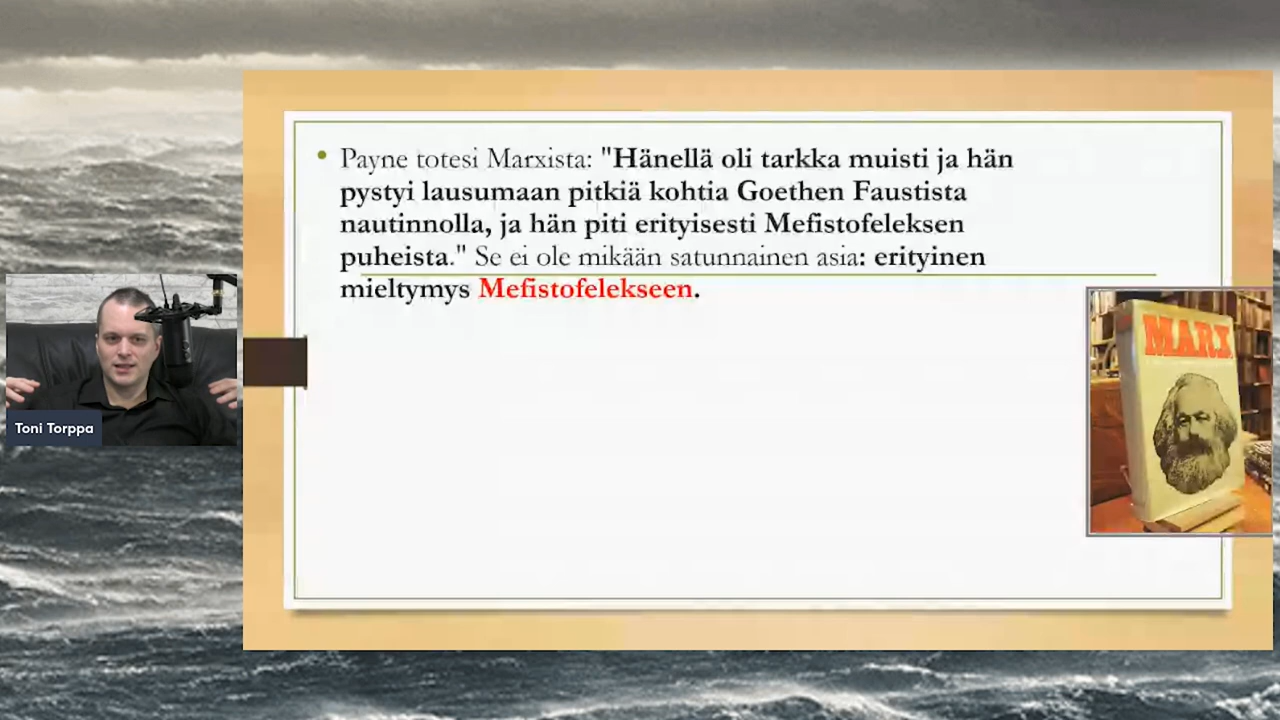 Payne totesi Marxista: "Hänellä oli tarkka muisti ja hän
pystyi lausumaan pitkiä kohtia Goethen Faustista
nautinnolla, ja hän piti erityisesti Mefistofeleksen
puheista." Se ei ole mikään satunnainen asia: erityinen
mieltymys Mefistofelekseen.
MARX
Toni Torppa